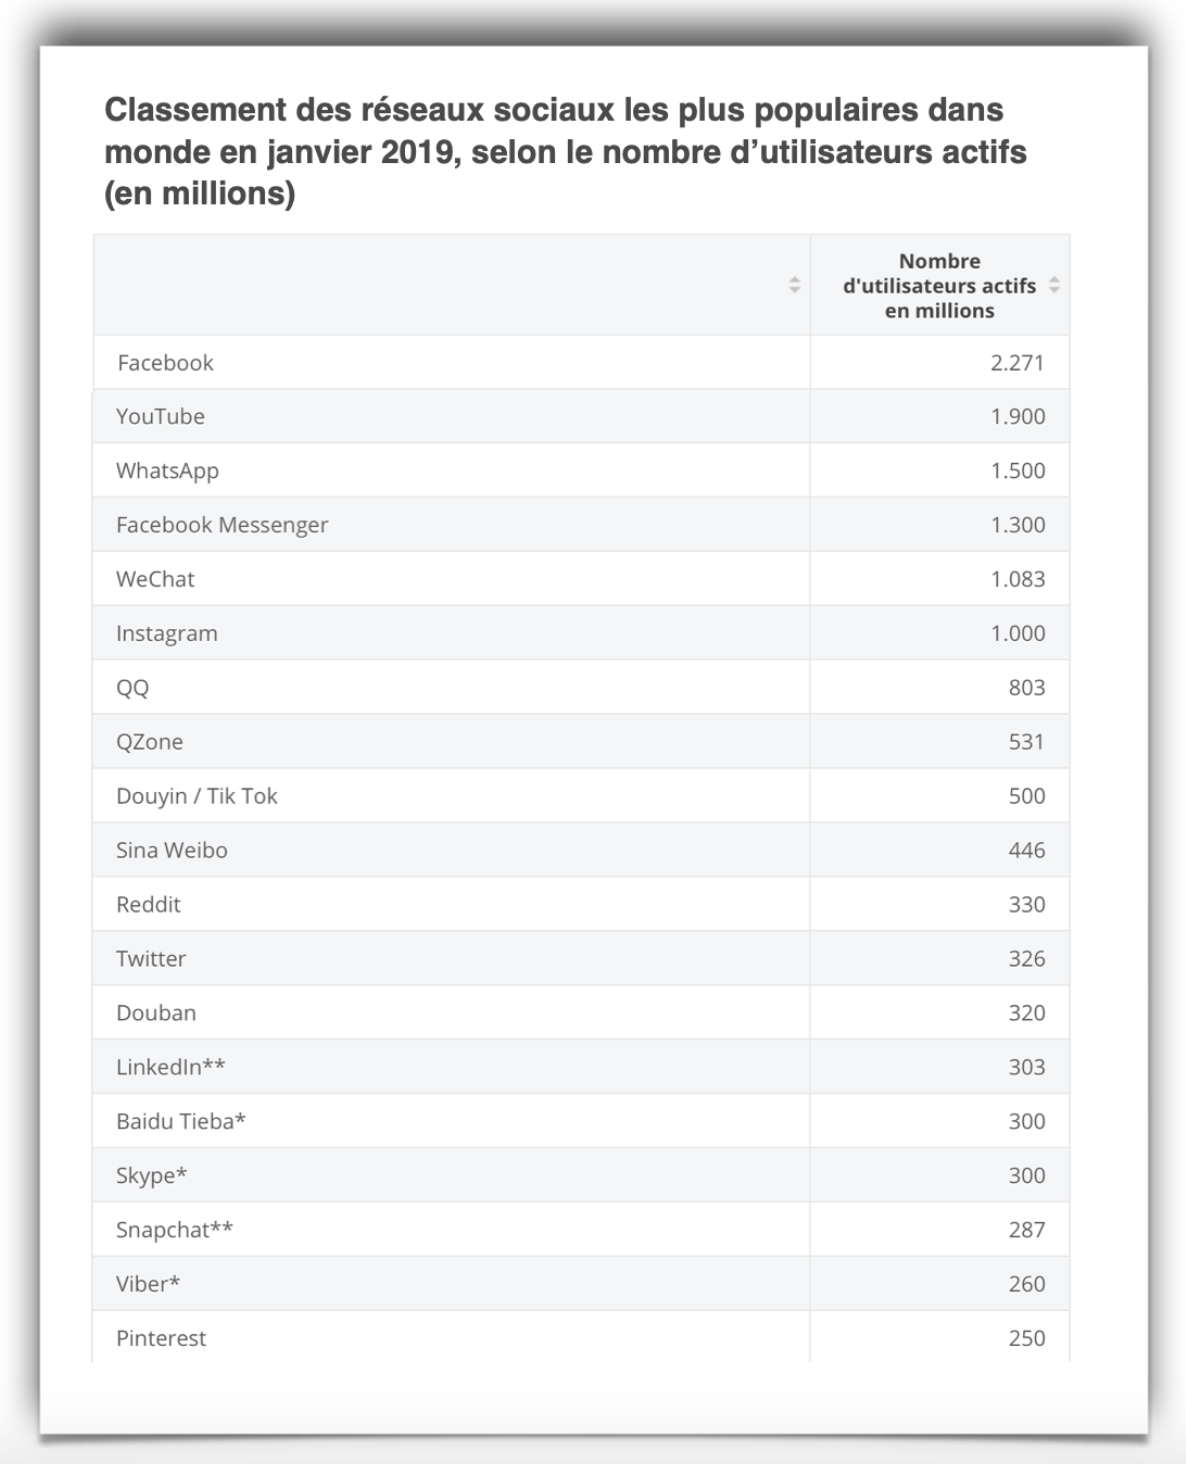 Classement des réseaux sociaux les plus populaires dans
monde en janvier 2019, selon le nombre d’utilisateurs actifs
(en millions)
Nombre
d'utilisateurs actifs
en millions
Facebook 2.271
YouTube 1.900
WhatsApp 1.500
Facebook Messenger 1.300
WeChat 1.083
Instagram 1.000
QQ 803
QZone 531
Douyin / Tik Tok 500
Sina Weibo 446
Reddit 330
Twitter 326
Douban 320
LinkedIn** 303
Baidu Tieba* 300
Skype* 300
Snapchat** 287
Viber* 260
Pinterest 250